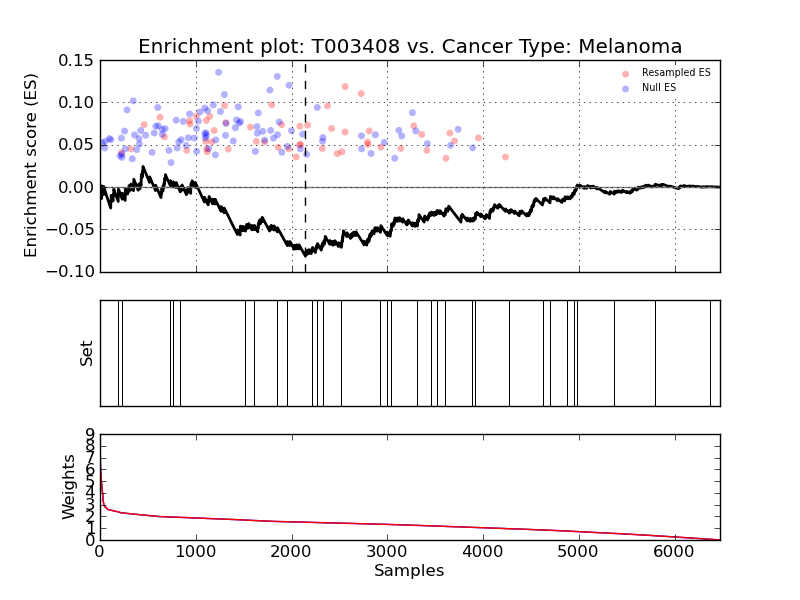 Enrichment plot: T003408 vs. Cancer Type: Melanoma
0.15
0.10
0.05
0.00
−0.05
−0.10
Enrichment score (ES)
Resampled ES
Null ES
Set
9
8
7
6
5
4
3
2
1
0
Weights
0 1000 2000 3000 4000 5000 6000
Samples